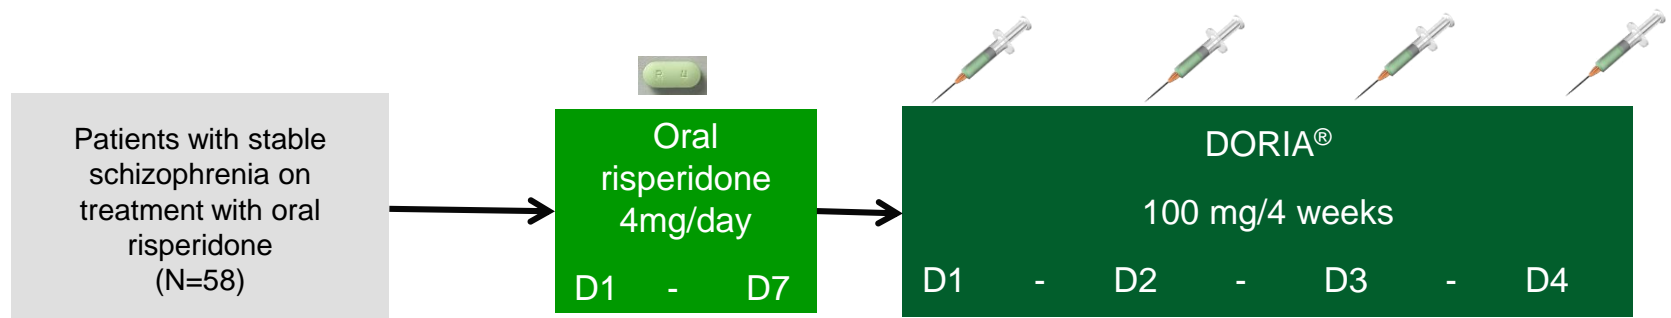 Patients with stable
schizophrenia on
treatment with oral
risperidone
(N=58)
R 4
Oral
risperidone
4mg/day
D1 - D7
DORIA®
100 mg/4 weeks
D1 - D2 - D3 - D4